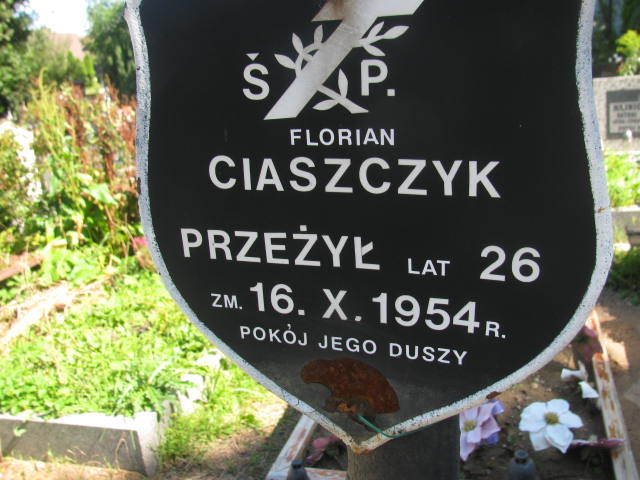 Ś P.
FLORIAN
CIASZCZYK
PRZEŻYŁ LAT 26
ZM. 16. X. 1954 R.
POKÓJ JEGO DUSZY